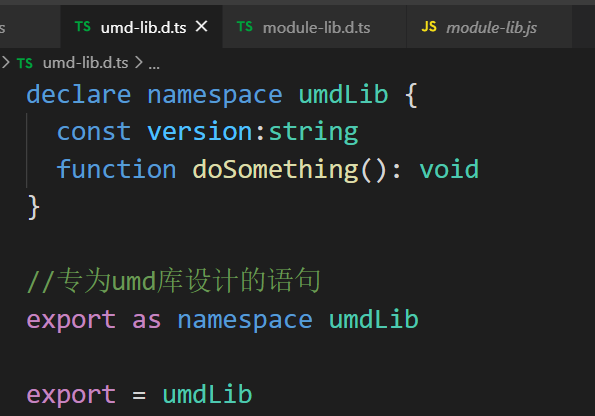 s TS umd-lib.d.ts × TS module-lib.d.ts JS module-lib.js
> TS umd-lib.d.ts > ...
declare namespace umdLib {
const version:string
function doSomething(): void
}
//专为umd库设计的语句
export as namespace umdLib
export = umdLib